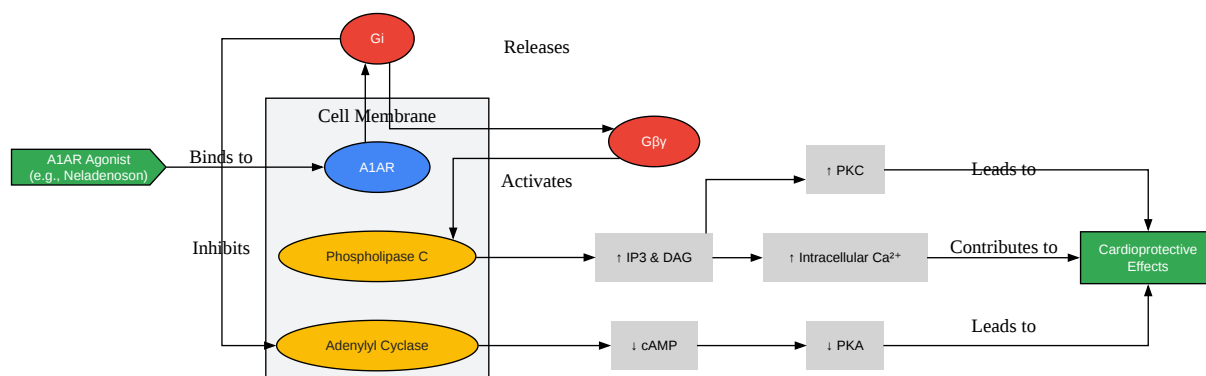 Gi
Releases
Cell Membrane
Gβγ
A1AR Agonist
(e.g., Neladenoson)
Binds to
A1AR
Activates
↑ PKC
Leads to
Inhibits
Phospholipase C
↑ IP3 & DAG
↑ Intracellular Ca²⁺
Contributes to
Cardioprotective
Effects
Adenylyl Cyclase
↓ cAMP
↓ PKA
Leads to